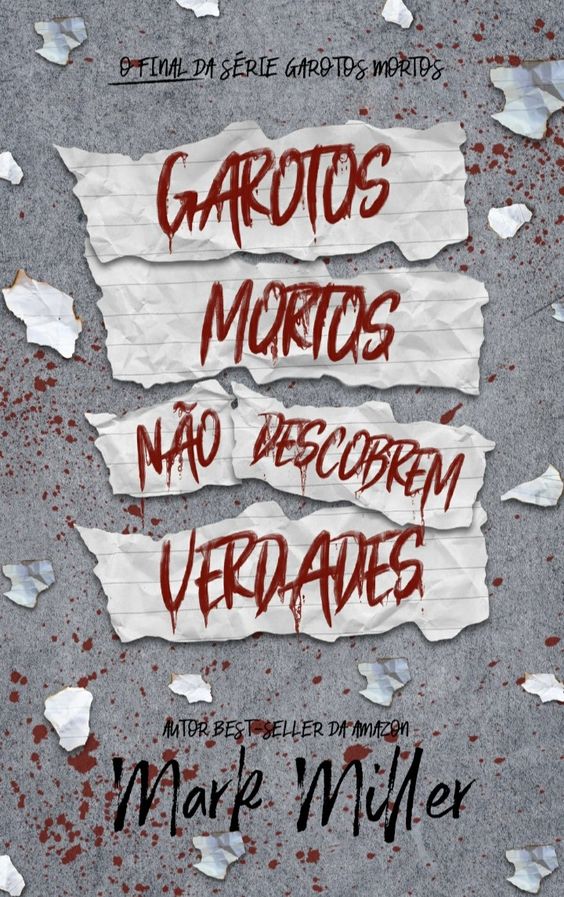 O FINAL DA SÉRIE GAROTOS MORTOS
GAROTOS
MORTOS
NÃO DESCOBREM
VERDADES
AUTOR BEST-SELLER DA AMAZON
Mark Miller